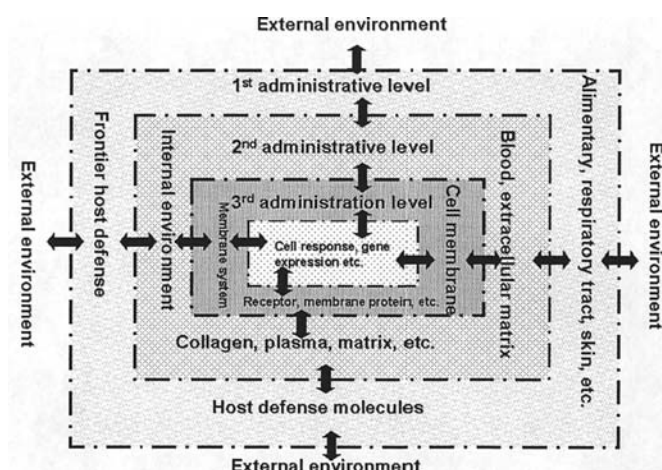 External environment
1st administrative level
2nd administrative level
3rd administration level
Cell response, gene
expression etc.
Receptor, membrane protein, etc.
Collagen, plasma, matrix, etc.
Host defense molecules
External environment
External environment
Frontier host
defense
Internal environment
Membrane system
Cell membrane
Blood, extracellular
matrix
Alimentary, respiratory tract, skin, etc.
External environment